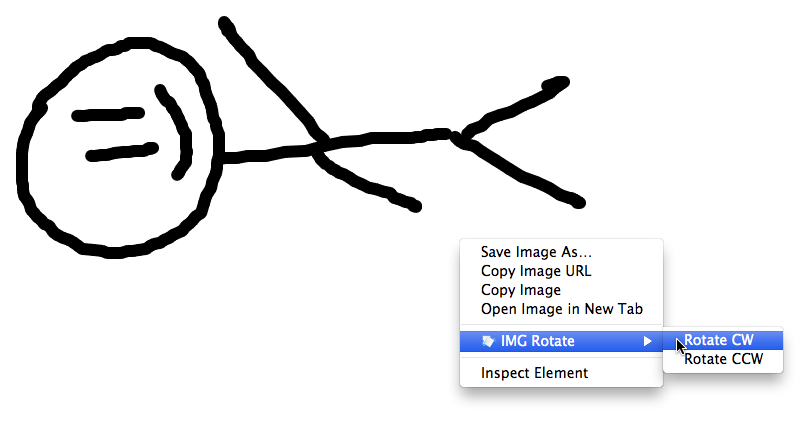 Save Image As...
Copy Image URL
Copy Image
Open Image in New Tab
IMG Rotate
Rotate CW
Rotate CCW
Inspect Element